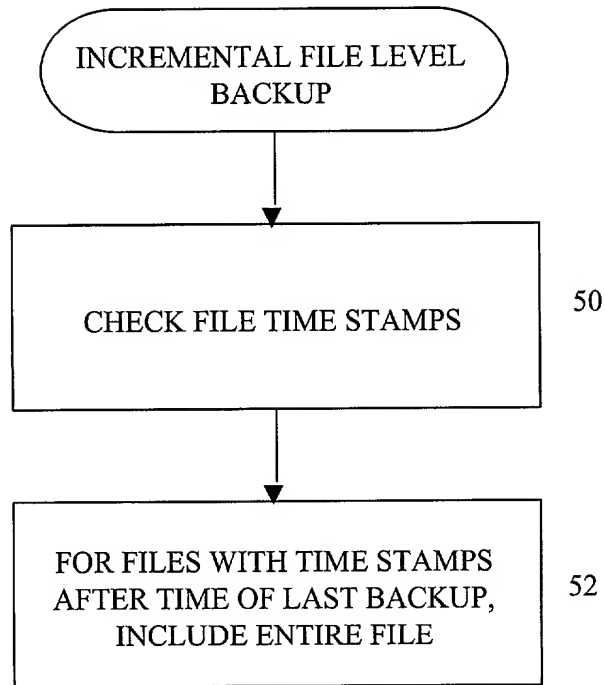 INCREMENTAL FILE LEVEL
BACKUP
CHECK FILE TIME STAMPS
50
FOR FILES WITH TIME STAMPS
AFTER TIME OF LAST BACKUP,
INCLUDE ENTIRE FILE
52